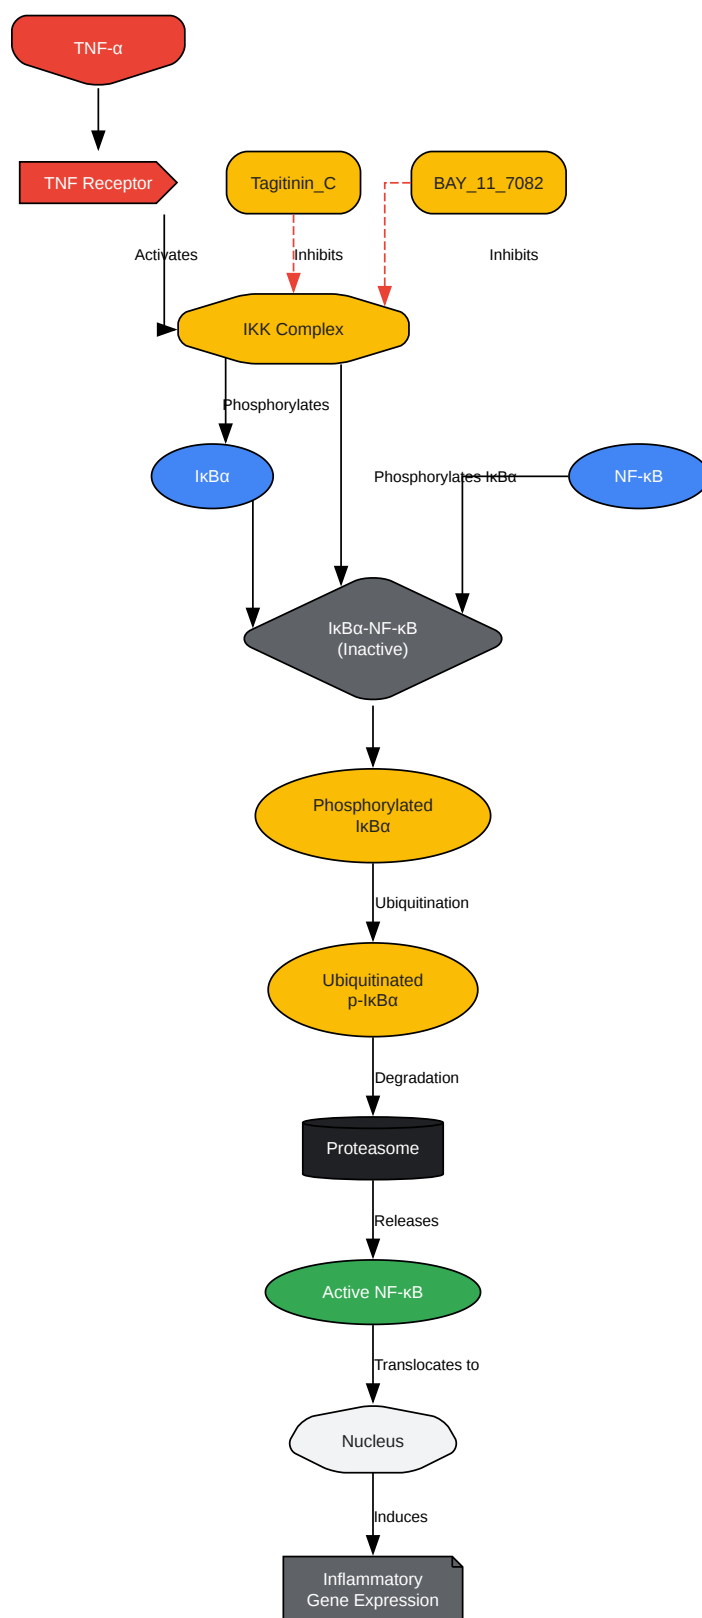 TNF-α
TNF Receptor
Tagitinin_C
BAY_11_7082
Activates
Inhibits
Inhibits
IKK Complex
Phosphorylates
IκBα
Phosphorylates IκBα
NF-κB
IκBα-NF-κB
(Inactive)
Phosphorylated
IκBα
Ubiquitination
Ubiquitinated
p-IκBα
Degradation
Proteasome
Releases
Active NF-κB
Translocates to
Nucleus
Induces
Inflammatory
Gene Expression